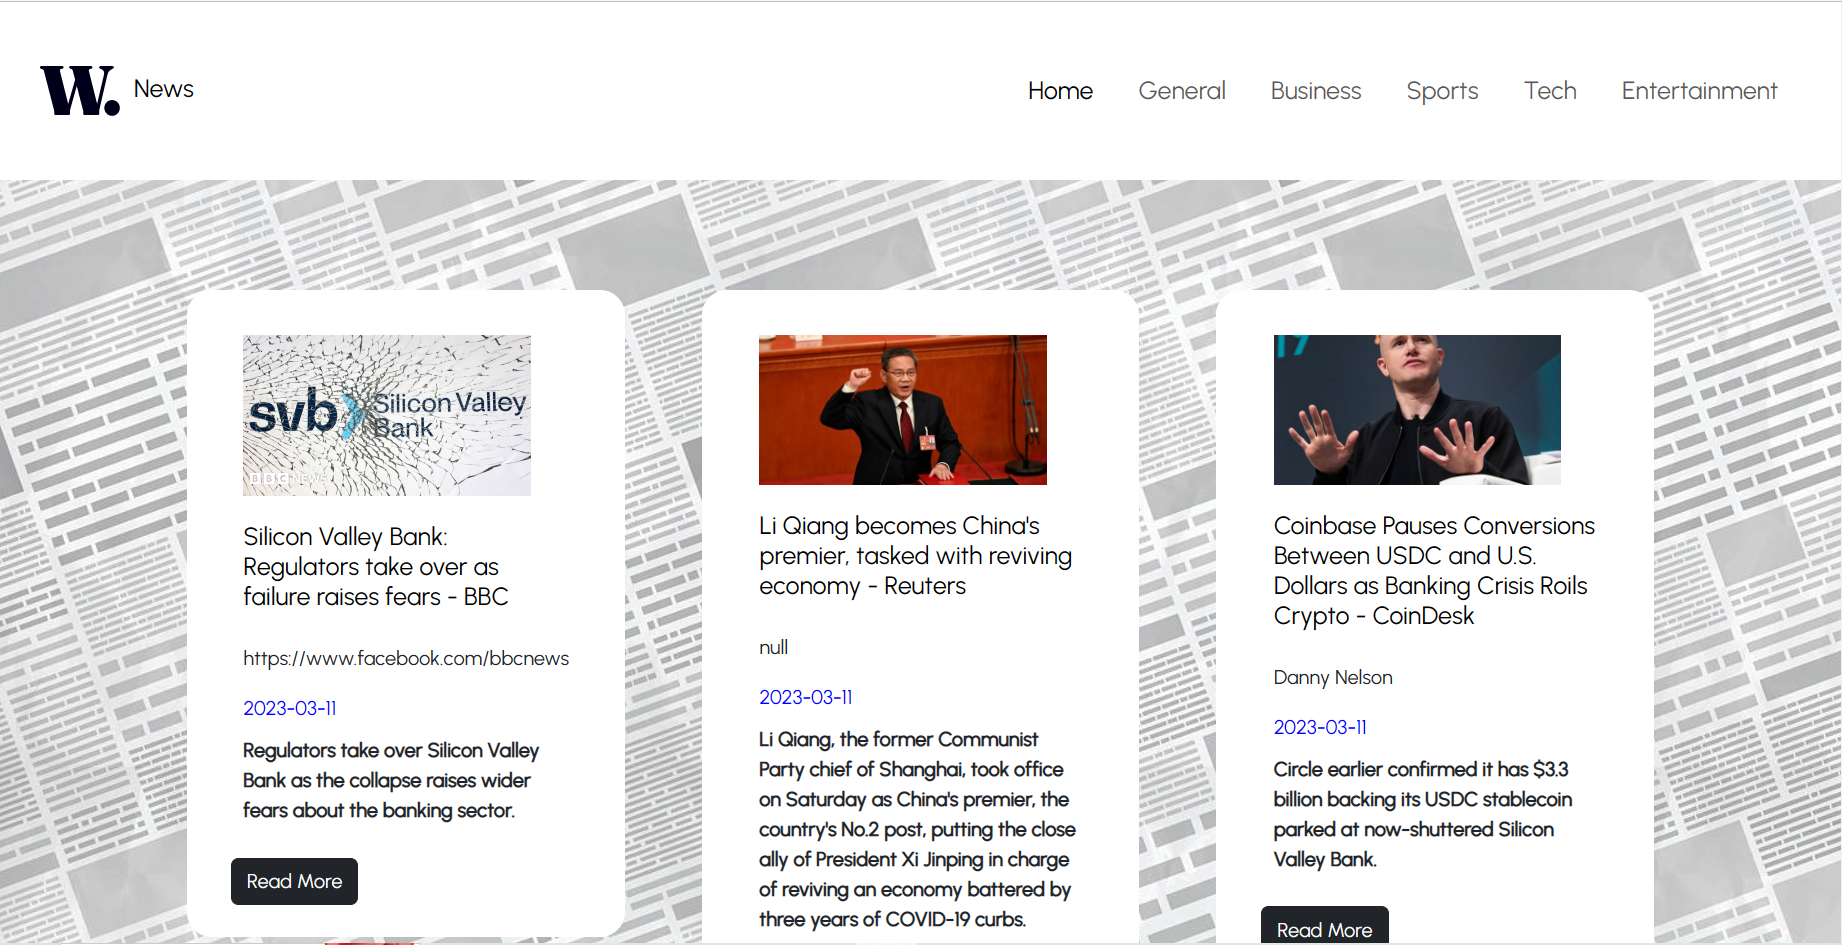 W. News
Home General Business Sports Tech Entertainment
svb Silicon Valley
Bank
BBC NEWS
Silicon Valley Bank:
Regulators take over as
failure raises fears - BBC
https://www.facebook.com/bbcnews
2023-03-11
Regulators take over Silicon Valley
Bank as the collapse raises wider
fears about the banking sector.
Read More
Li Qiang becomes China's
premier, tasked with reviving
economy - Reuters
null
2023-03-11
Li Qiang, the former Communist
Party chief of Shanghai, took office
on Saturday as China's premier, the
country's No.2 post, putting the close
ally of President Xi Jinping in charge
of reviving an economy battered by
three years of COVID-19 curbs.
Coinbase Pauses Conversions
Between USDC and U.S.
Dollars as Banking Crisis Roils
Crypto - CoinDesk
Danny Nelson
2023-03-11
Circle earlier confirmed it has $3.3
billion backing its USDC stablecoin
parked at now-shuttered Silicon
Valley Bank.
Read More